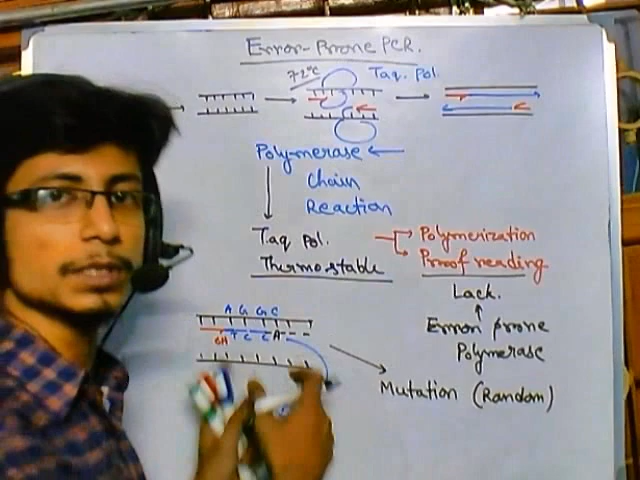 Error-Prone PCR.
72°C
Taq. Pol.
Polymerase
Chain
Reaction
Taq Pol.
Thermostable
Polymerization
Proof reading
Lack.
Error prone
Polymerase
A G G C
OH T C C A
Mutation (Random)